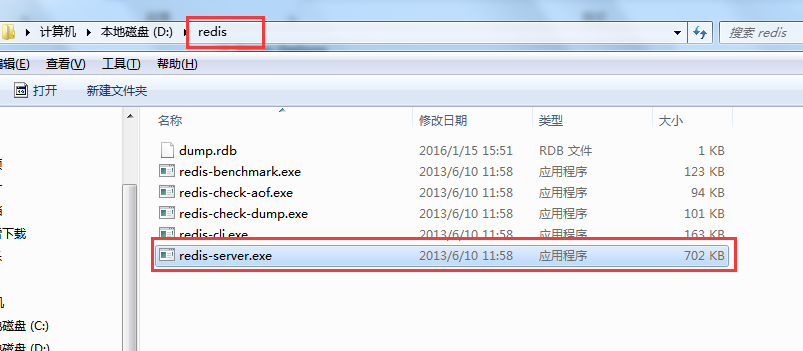 计算机 本地磁盘 (D:) redis 搜索 redis
(E) 查看(V) 工具(T) 帮助(H)
打开 新建文件夹
名称 修改日期 类型 大小
dump.rdb 2016/1/15 15:51 RDB 文件 1 KB
redis-benchmark.exe 2013/6/10 11:58 应用程序 123 KB
redis-check-aof.exe 2013/6/10 11:58 应用程序 94 KB
redis-check-dump.exe 2013/6/10 11:58 应用程序 101 KB
redis-cli.exe 2013/6/10 11:58 应用程序 163 KB
下载
redis-server.exe 2013/6/10 11:58 应用程序 702 KB
机
磁盘 (C:)
磁盘 (D:)